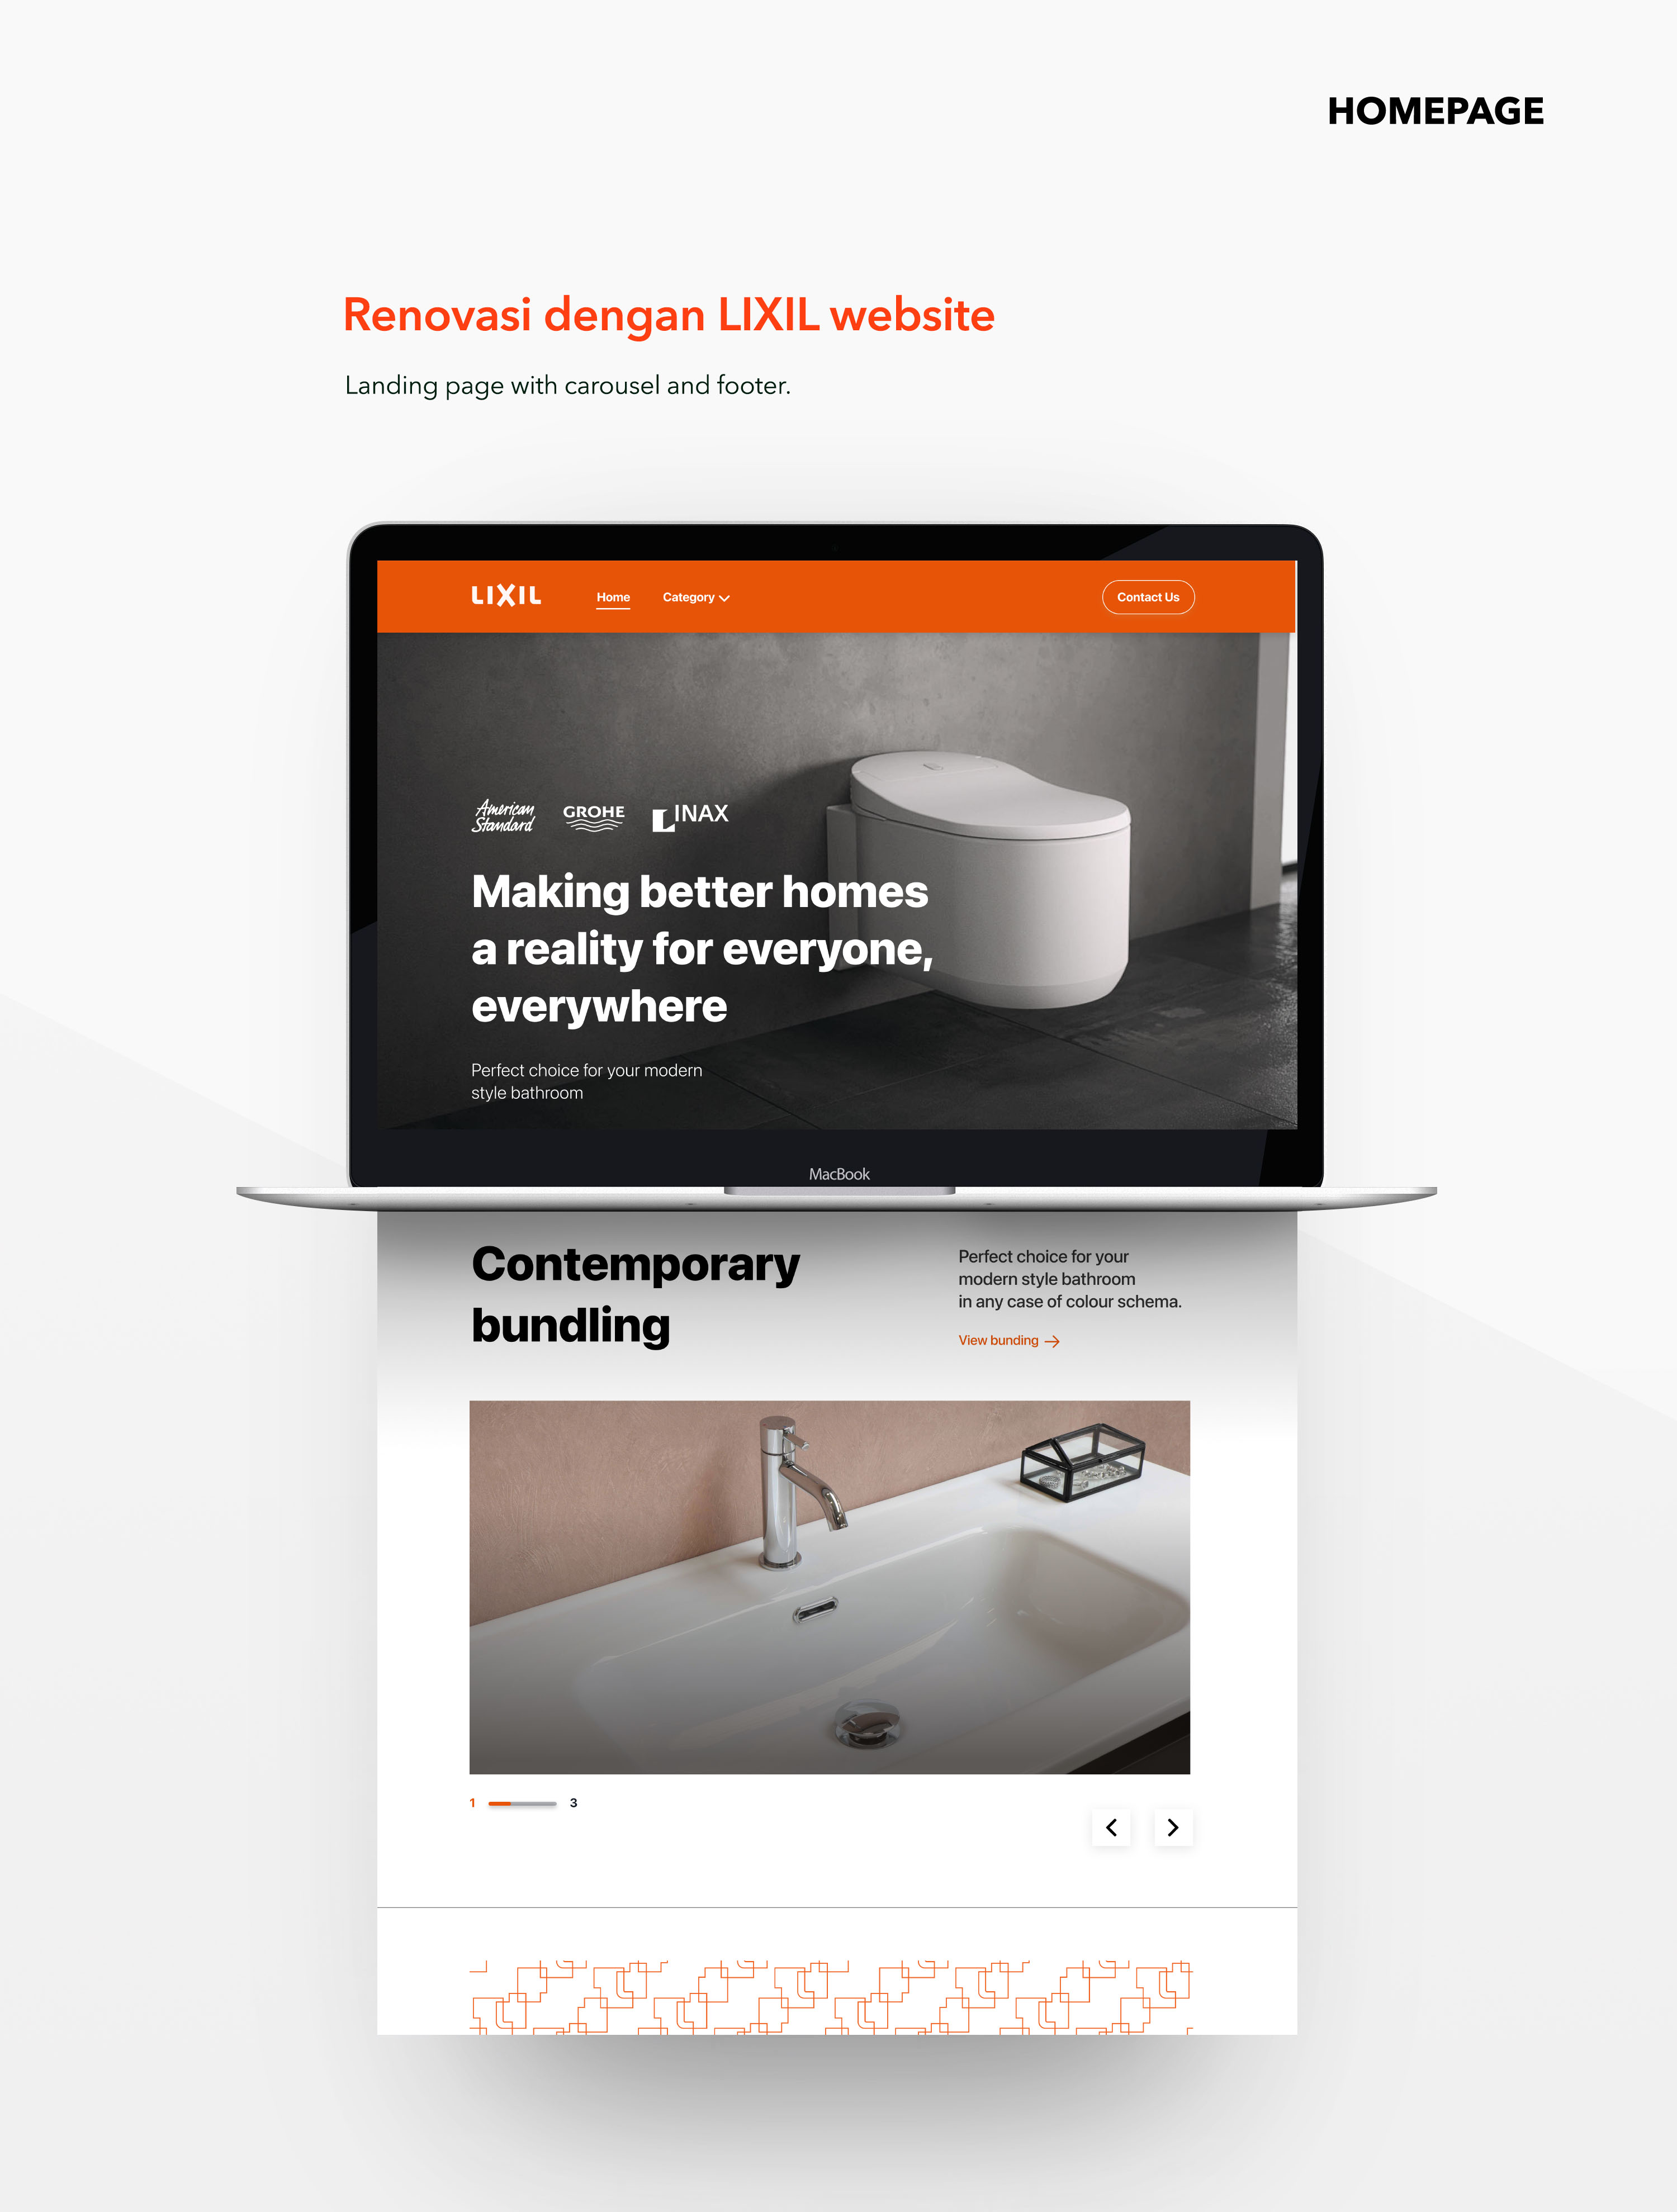 HOMEPAGE
Renovasi dengan LIXIL website
Landing page with carousel and footer.
LIXIL
Home
Category
Contact Us
American
Standard
GROHE
INAX
Making better homes
a reality for everyone,
everywhere
Perfect choice for your modern
style bathroom
MacBook
Contemporary
bundling
Perfect choice for your
modern style bathroom
in any case of colour schema.
View bunding
1
3